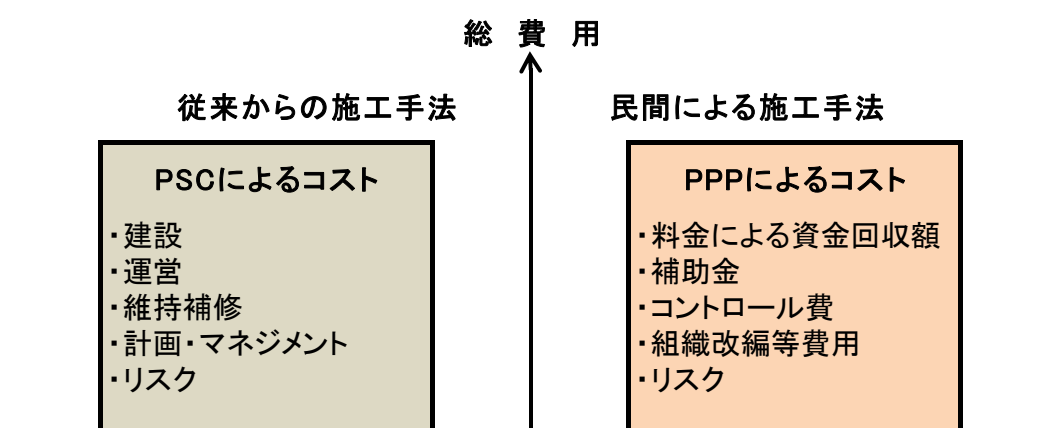 総 費 用
従来からの施工手法
民間による施工手法
PSCによるコスト
・建設
・運営
・維持補修
・計画・マネジメント
・リスク
PPPによるコスト
・料金による資金回収額
・補助金
・コントロール費
・組織改編等費用
・リスク